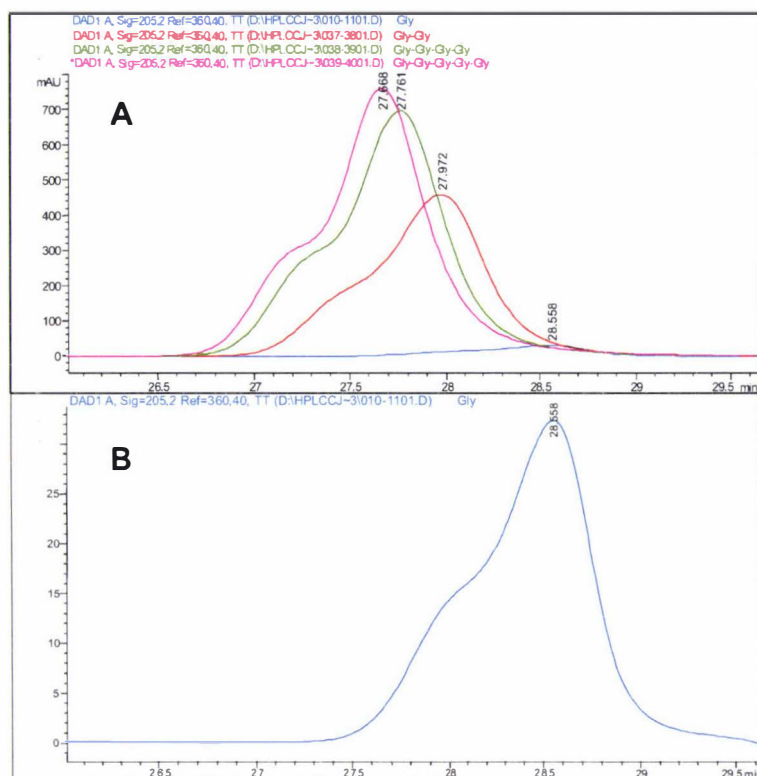 DAD1 A, Sig=205,2 Ref=360,40, TT (D:\HPLCCJ~3\010-1101.D) Gly
DAD1 A, Sig=205,2 Ref=360,40, TT (D:\HPLCCJ~3\037-3801.D) Gly-Gly
DAD1 A, Sig=205,2 Ref=360,40, TT (D:\HPLCCJ~3\038-3901.D) Gly-Gly-Gly-Gly
*DAD1 A, Sig=205,2 Ref=360,40, TT (D:\HPLCCJ~3\039-4001.D) Gly-Gly-Gly-Gly-Gly
mAU
A
27.668
27.761
27.972
28.558
700
600
500
400
300
200
100
0
26.5 27 27.5 28 28.5 29 29.5 min
DAD1 A, Sig=205,2 Ref=360,40, TT (D:\HPLCCJ~3\010-1101.D) Gly
B
28.558
25
20
15
10
5
0
26.5 27 27.5 28 28.5 29 29.5 mi